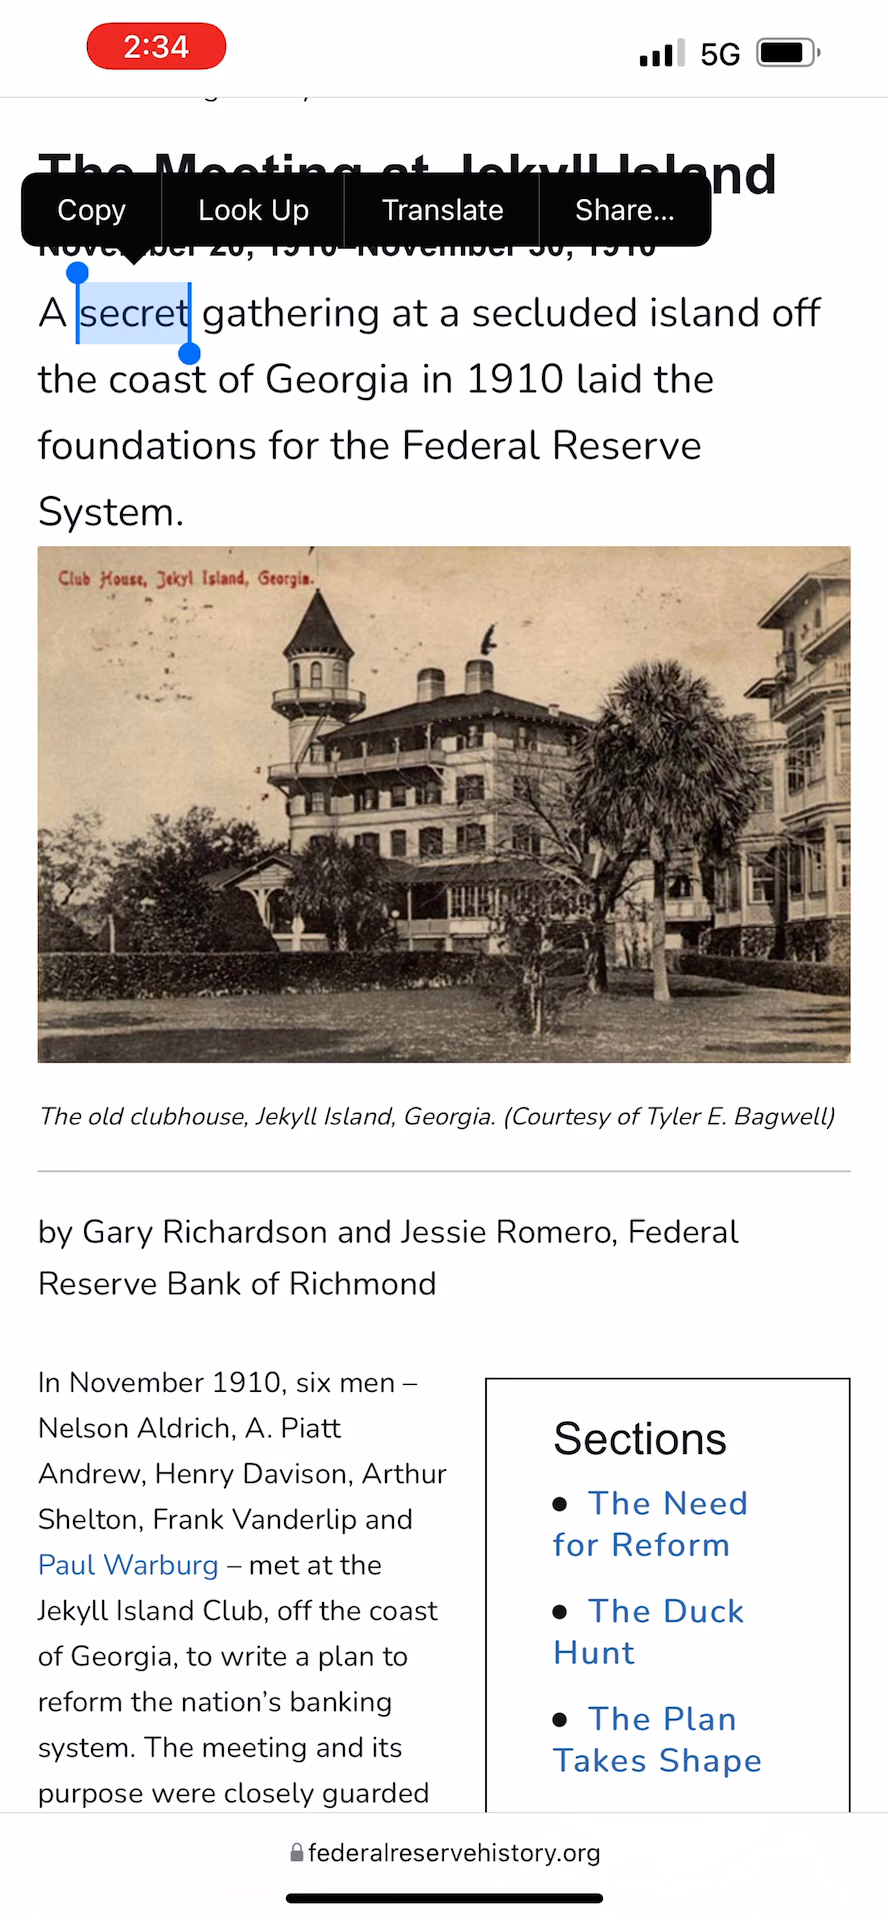 2:34
5G
The Meeting at Jekyll Island
Copy Look Up Translate Share...
November 20, 1910–November 30, 1910
A secret gathering at a secluded island off
the coast of Georgia in 1910 laid the
foundations for the Federal Reserve
System.
Club House, Jekyl Island, Georgia.
The old clubhouse, Jekyll Island, Georgia. (Courtesy of Tyler E. Bagwell)
by Gary Richardson and Jessie Romero, Federal
Reserve Bank of Richmond
In November 1910, six men –
Nelson Aldrich, A. Piatt
Andrew, Henry Davison, Arthur
Shelton, Frank Vanderlip and
Paul Warburg – met at the
Jekyll Island Club, off the coast
of Georgia, to write a plan to
reform the nation’s banking
system. The meeting and its
purpose were closely guarded
Sections
• The Need
for Reform
• The Duck
Hunt
• The Plan
Takes Shape
federalreservehistory.org